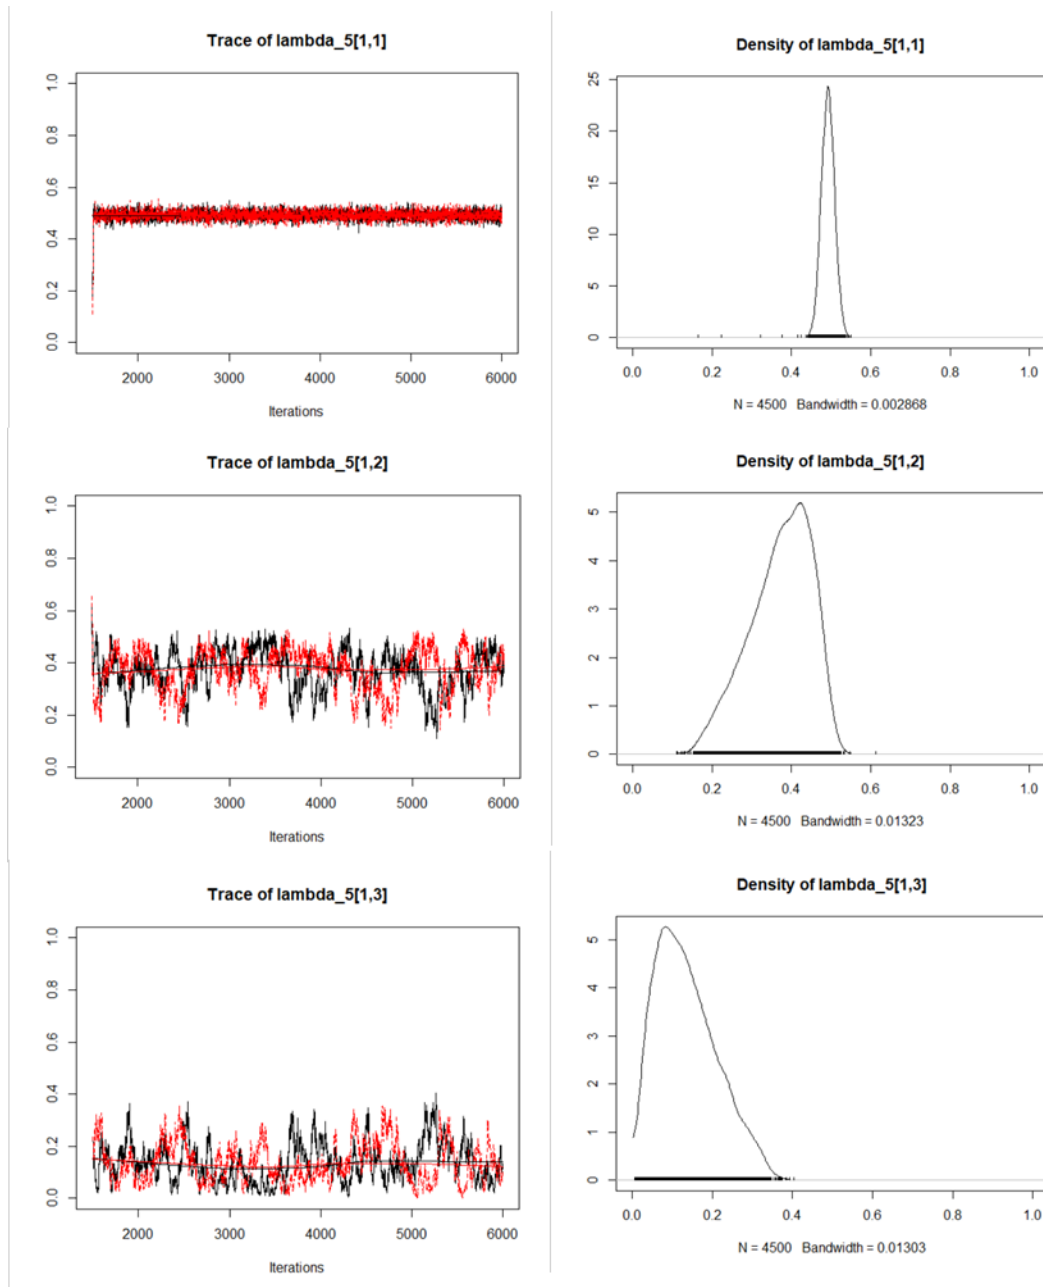 Trace of lambda_5[1,1]
1.0
0.8
0.6
0.4
0.2
0.0
2000 3000 4000 5000 6000
Iterations
Density of lambda_5[1,1]
25
20
15
10
5
0
0.0 0.2 0.4 0.6 0.8 1.0
N = 4500 Bandwidth = 0.002868
Trace of lambda_5[1,2]
1.0
0.8
0.6
0.4
0.2
0.0
2000 3000 4000 5000 6000
Iterations
Density of lambda_5[1,2]
5
4
3
2
1
0
0.0 0.2 0.4 0.6 0.8 1.0
N = 4500 Bandwidth = 0.01323
Trace of lambda_5[1,3]
1.0
0.8
0.6
0.4
0.2
0.0
2000 3000 4000 5000 6000
Iterations
Density of lambda_5[1,3]
5
4
3
2
1
0
0.0 0.2 0.4 0.6 0.8 1.0
N = 4500 Bandwidth = 0.01303